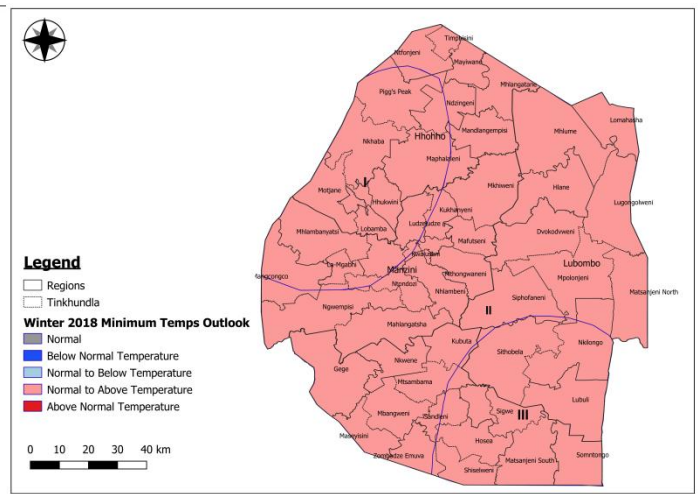 Timphisini
Ntfonjeni
Mayiwane
Pigg's Peak
Mhlangatane
Ndzingeni
Lomahasha
Mandlangempisi
Mhlume
Hhohho
Nkhaba
Maphalaleni
I
Motjane
Mkhiweni
Hlane
Hhukwini
Lugongolweni
Kukhanyeni
Ludzeludze
Lobamba
Mhlambanyatsi
Dvokodvweni
Mafutseni
Lubombo
Manzini
Mthongwaneni
Mpolonjeni
Ntondozi
Nhlambeni
Matsanjeni North
Siphofaneni
Ngwempisi
II
Mahlangatsha
Kubuta
Nkilongo
Sithobela
Nkwene
Gege
Mtsambama
Lubuli
Mbangweni
Sigwe
III
Maseyisini
Hosea
Zombodze Emuva
Matsanjeni South
Somntongo
Shiselweni
Legend
Regions
Tinkhundla
Winter 2018 Minimum Temps Outlook
Normal
Below Normal Temperature
Normal to Below Temperature
Normal to Above Temperature
Above Normal Temperature
0 10 20 30 40 km